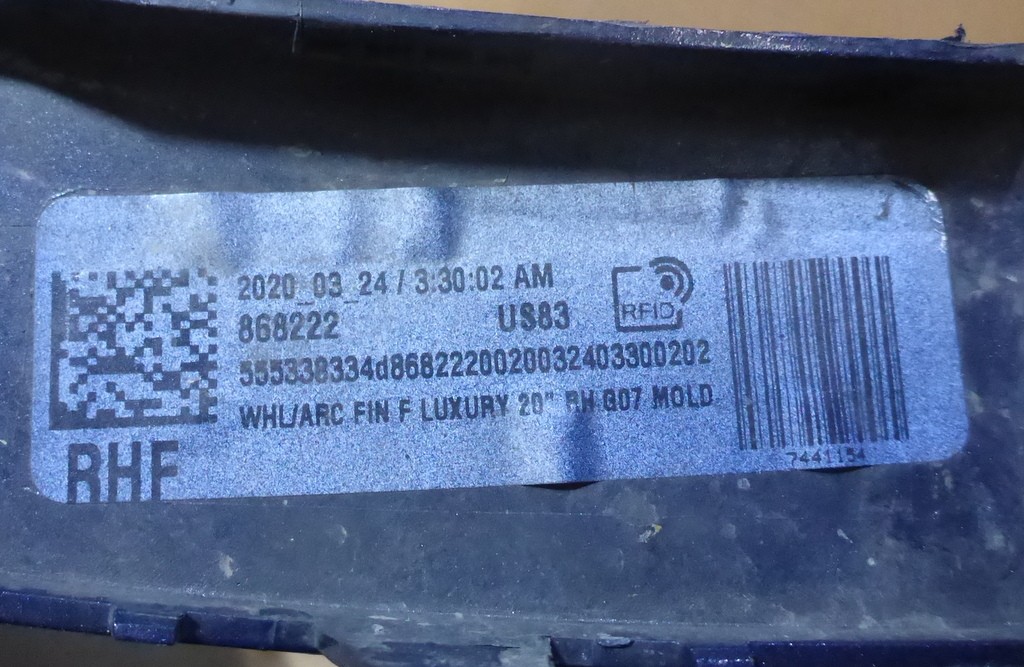 2020_03_24 / 3:30:02 AM
868222 US83
RFID
555338334d8682220020032403300202
WHL/ARC FIN F LUXURY 20" RH G07 MOLD
RHF
7441154